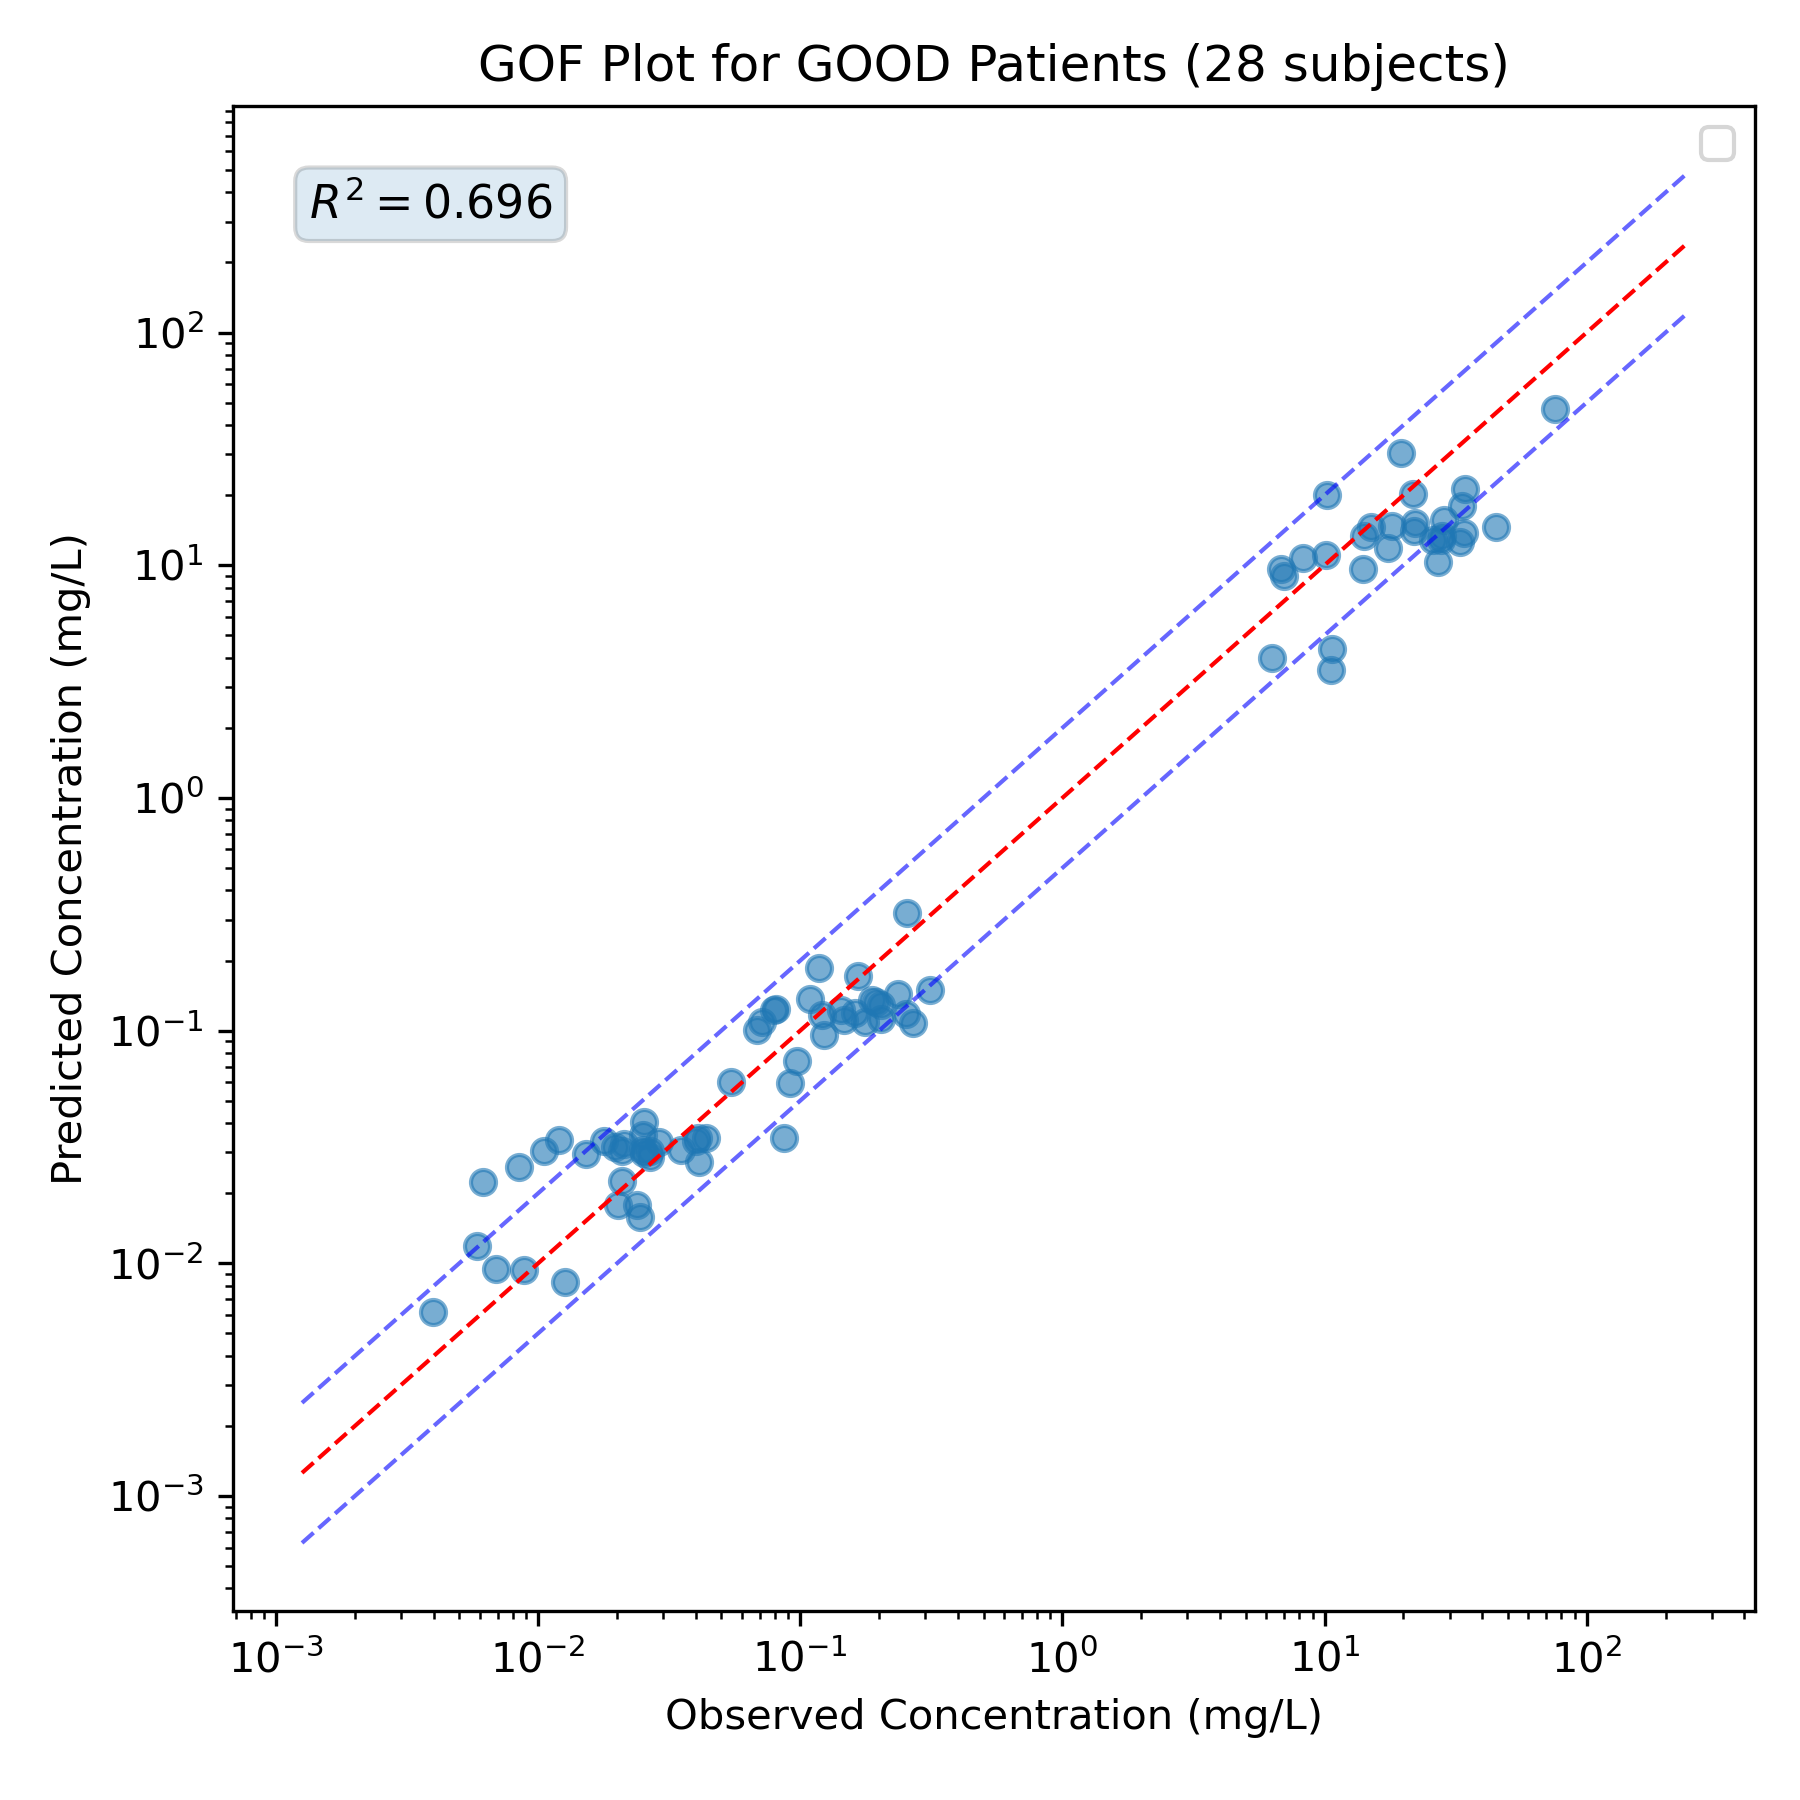 GOF Plot for GOOD Patients (28 subjects)
R² = 0.696
Predicted Concentration (mg/L)
10²
10¹
10⁰
10⁻¹
10⁻²
10⁻³
10⁻³ 10⁻² 10⁻¹ 10⁰ 10¹ 10²
Observed Concentration (mg/L)